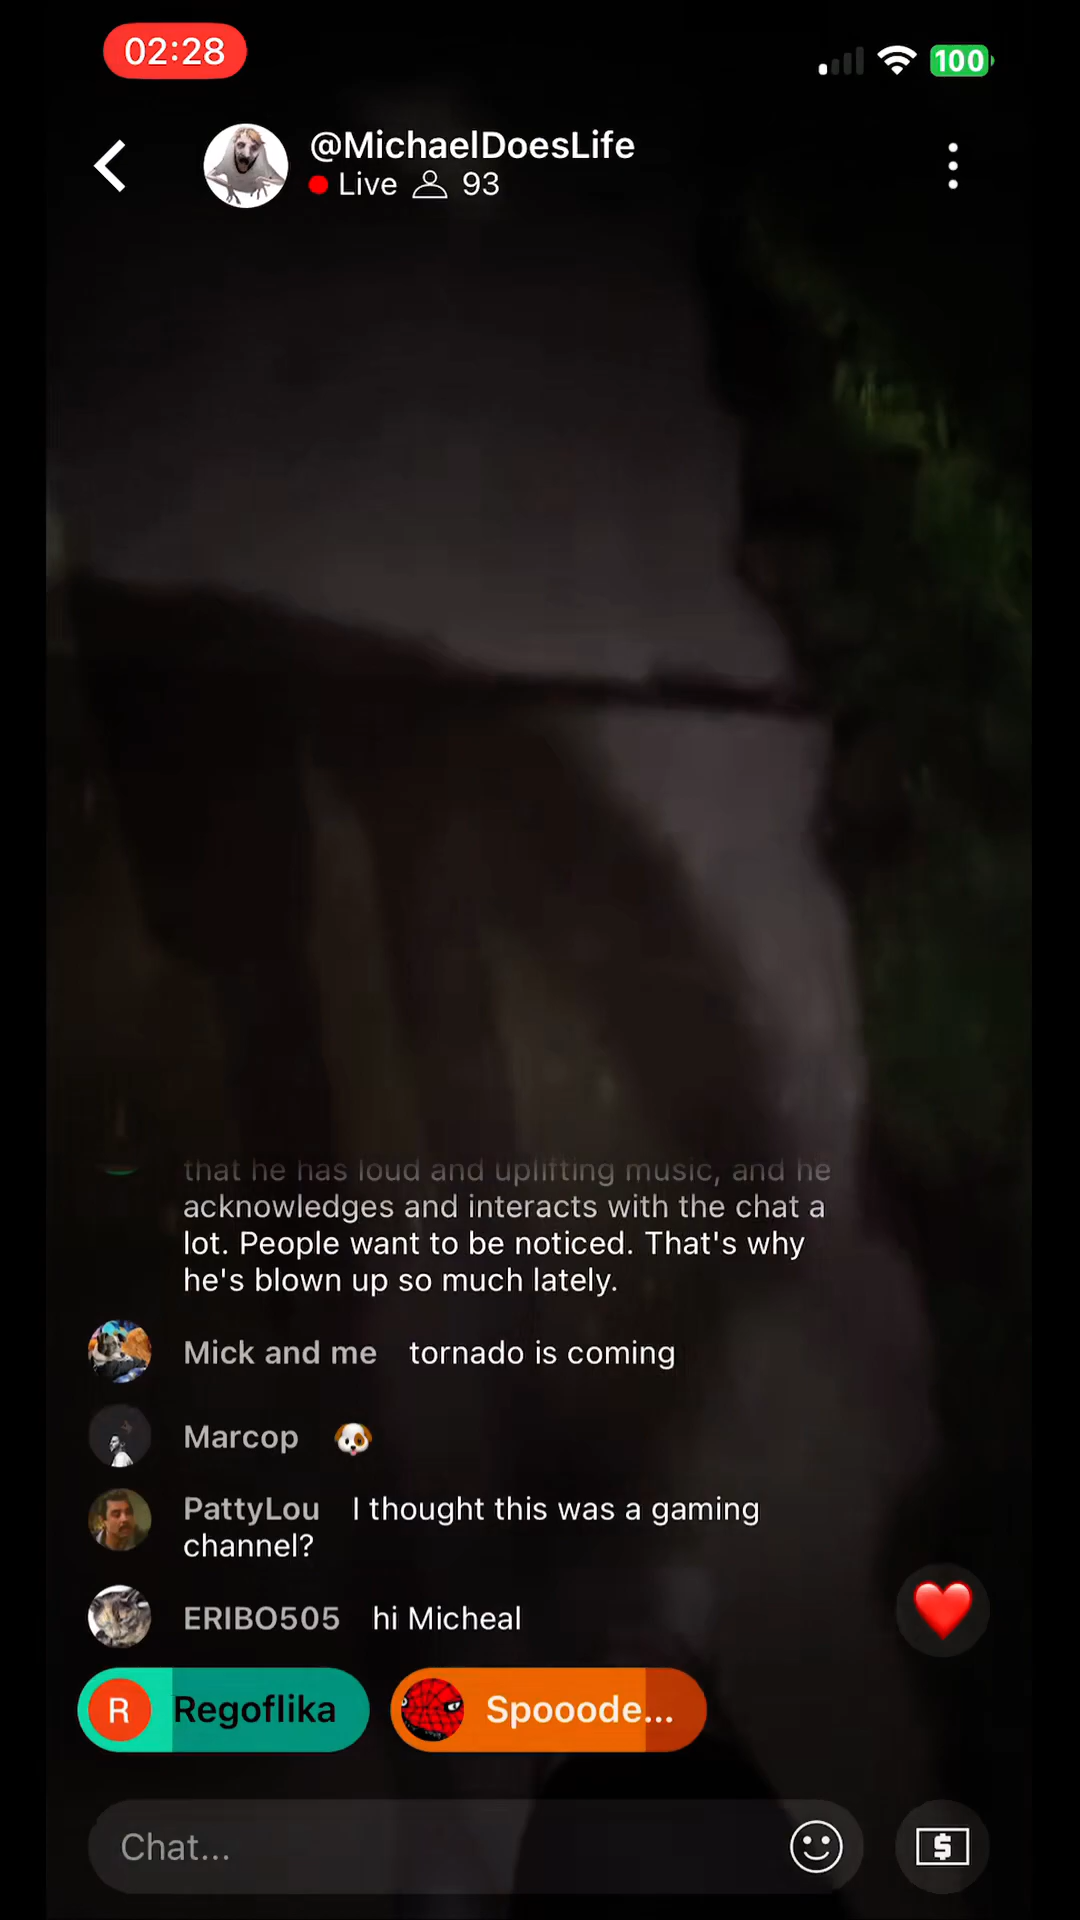 02:28
100
@MichaelDoesLife
Live 93
that he has loud and uplifting music, and he
acknowledges and interacts with the chat a
lot. People want to be noticed. That's why
he's blown up so much lately.
Mick and me tornado is coming
Marcop 🐶
PattyLou I thought this was a gaming
channel?
ERIBO505 hi Micheal
R Regoflika Spooode...
Chat...
$